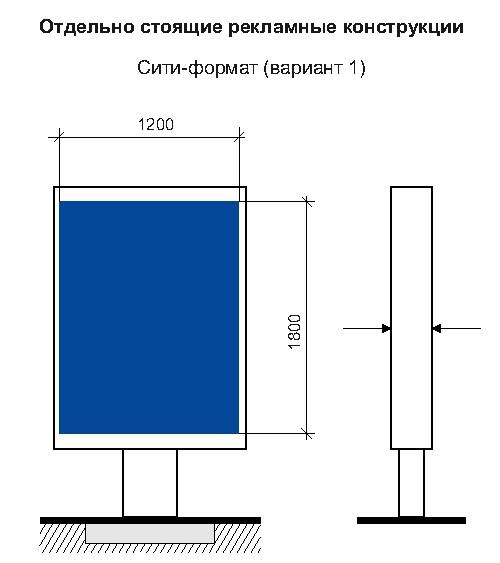 Отдельно стоящие рекламные конструкции
Сити-формат (вариант 1)
1200
1800